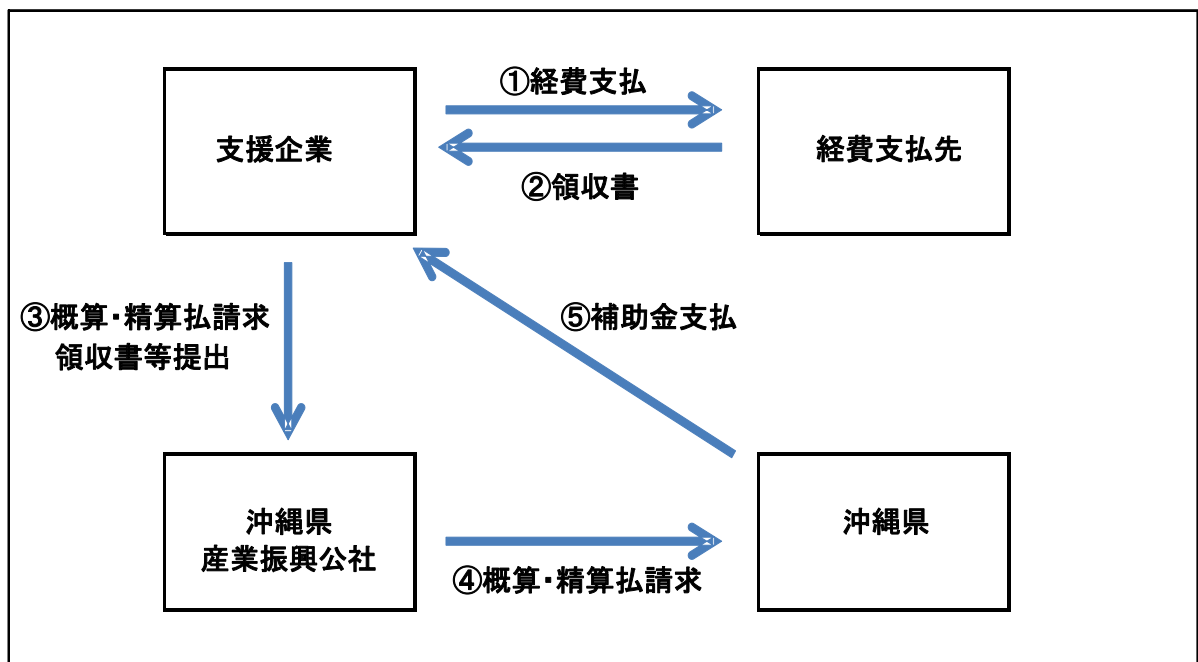 ①経費支払
支援企業
経費支払先
②領収書
③概算・精算払請求
領収書等提出
⑤補助金支払
沖縄県
産業振興公社
沖縄県
④概算・精算払請求